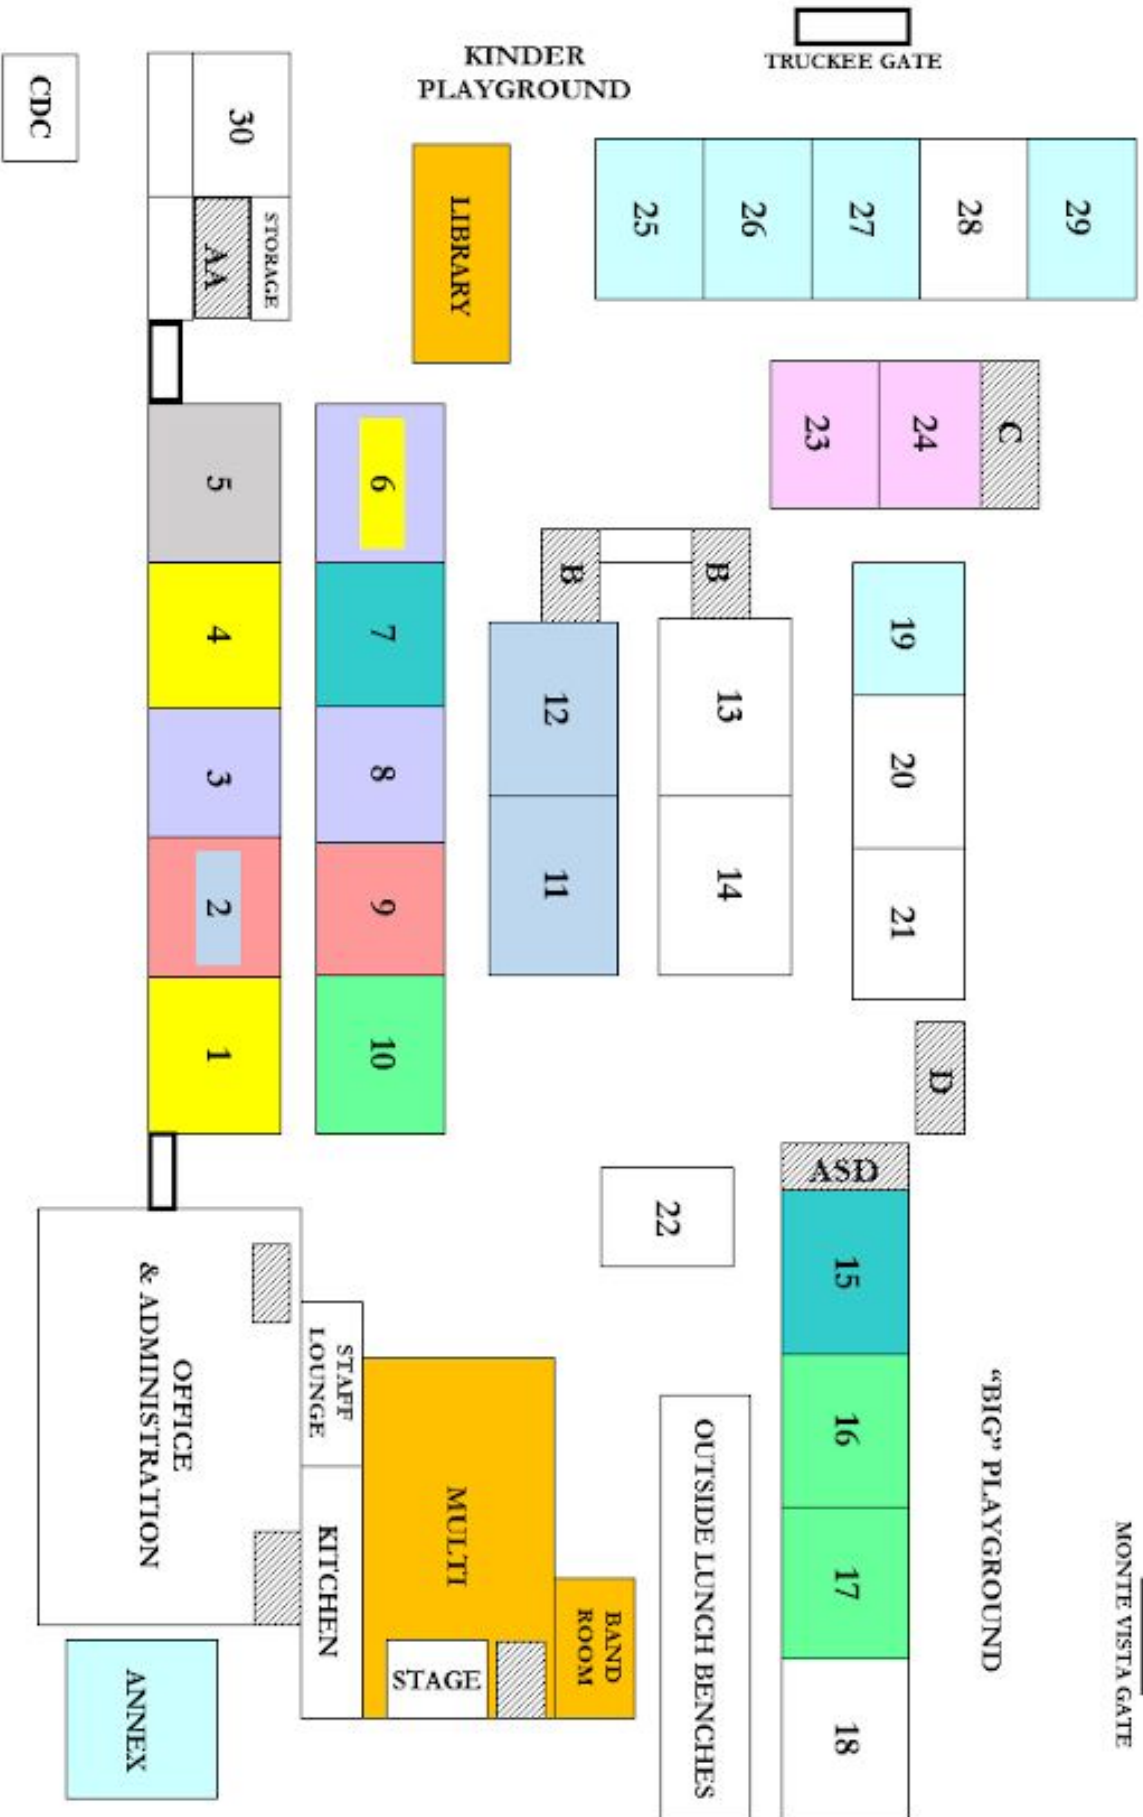 TRUCKEE GATE
KINDER
PLAYGROUND
CDC
30
AA
STORAGE
LIBRARY
25
26
27
28
29
23
24
C
5
6
B
B
4
7
12
13
19
3
8
20
2
9
11
14
21
1
10
D
ASD
22
15
16
17
18
OFFICE
& ADMINISTRATION
STAFF
LOUNGE
KITCHEN
MULTI
STAGE
BAND
ROOM
OUTSIDE LUNCH BENCHES
"BIG" PLAYGROUND
MONTE VISTA GATE
ANNEX